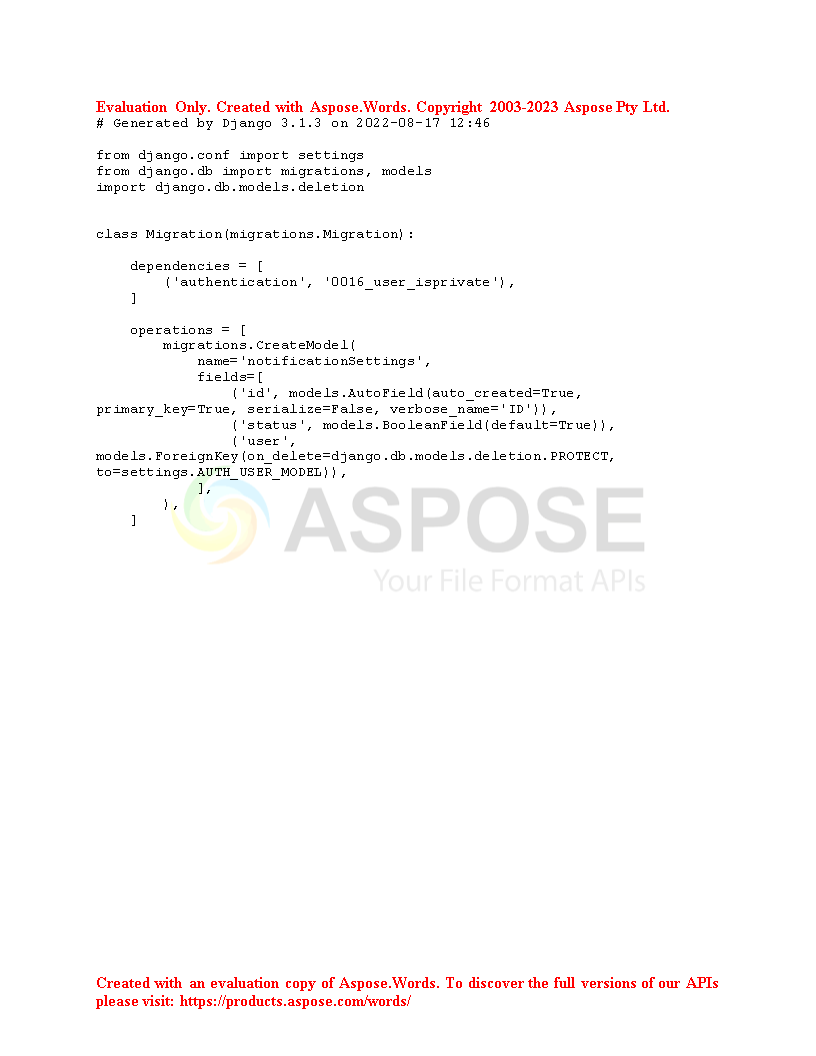 Evaluation Only. Created with Aspose.Words. Copyright 2003-2023 Aspose Pty Ltd.
# Generated by Django 3.1.3 on 2022-08-17 12:46

from django.conf import settings
from django.db import migrations, models
import django.db.models.deletion


class Migration(migrations.Migration):

    dependencies = [
        ('authentication', '0016_user_isprivate'),
    ]

    operations = [
        migrations.CreateModel(
            name='notificationSettings',
            fields=[
                ('id', models.AutoField(auto_created=True,
primary_key=True, serialize=False, verbose_name='ID')),
                ('status', models.BooleanField(default=True)),
                ('user',
models.ForeignKey(on_delete=django.db.models.deletion.PROTECT,
to=settings.AUTH_USER_MODEL)),
            ],
        ),
    ]
ASPOSE
Your File Format APIs
Created with an evaluation copy of Aspose.Words. To discover the full versions of our APIs
please visit: https://products.aspose.com/words/